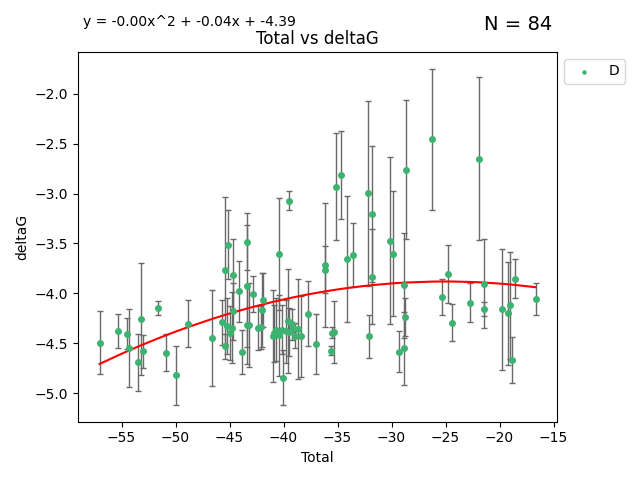 y = -0.00x^2 + -0.04x + -4.39
N = 84
Total vs deltaG
D
deltaG
−2.0
−2.5
−3.0
−3.5
−4.0
−4.5
−5.0
−55 −50 −45 −40 −35 −30 −25 −20 −15
Total